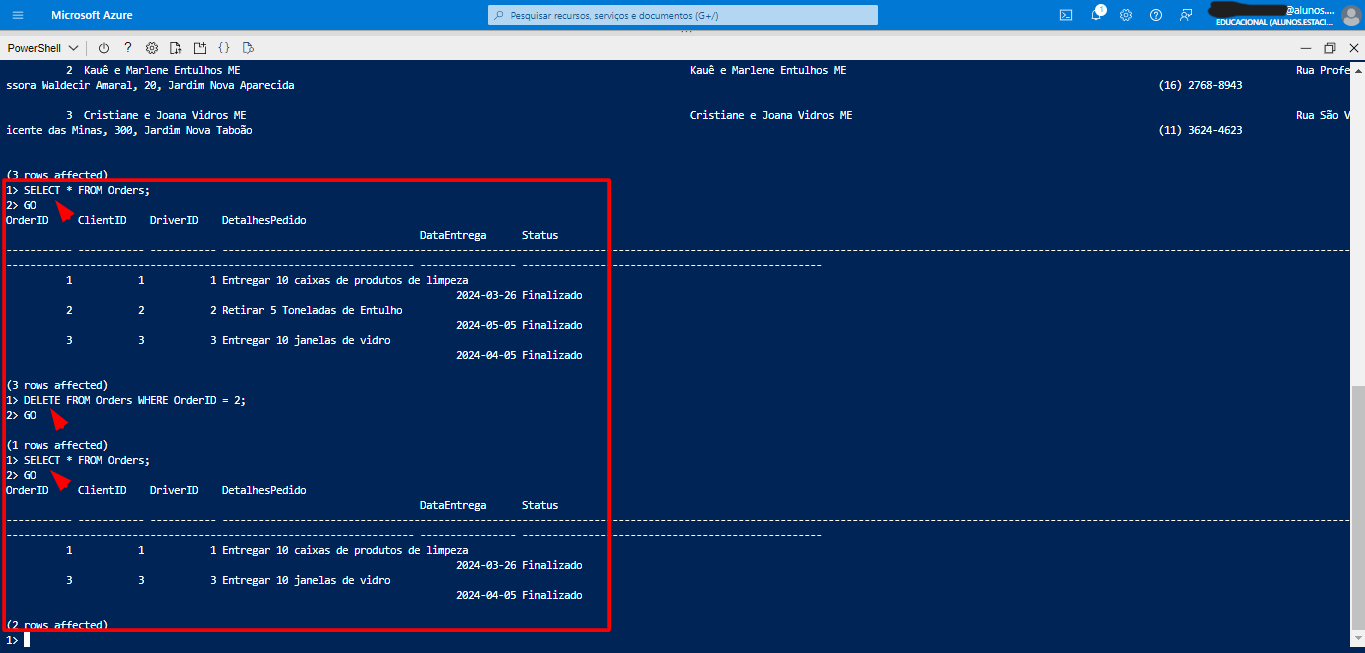 Microsoft Azure
Pesquisar recursos, serviços e documentos (G+/)
1
@alunos....
EDUCACIONAL (ALUNOS.ESTACI...
PowerShell
2 Kauê e Marlene Entulhos ME Kauê e Marlene Entulhos ME Rua Profe
ssora Waldecir Amaral, 20, Jardim Nova Aparecida (16) 2768-8943
3 Cristiane e Joana Vidros ME Cristiane e Joana Vidros ME Rua São V
icente das Minas, 300, Jardim Nova Taboão (11) 3624-4623
(3 rows affected)
1> SELECT * FROM Orders;
2> GO
OrderID ClientID DriverID DetalhesPedido
DataEntrega Status
----------- ----------- ----------- --------------------------------------------------------------------------------
-------------------------------------------------------------------- ---------------- --------------------------------------------------
1 1 1 Entregar 10 caixas de produtos de limpeza
2024-03-26 Finalizado
2 2 2 Retirar 5 Toneladas de Entulho
2024-05-05 Finalizado
3 3 3 Entregar 10 janelas de vidro
2024-04-05 Finalizado
(3 rows affected)
1> DELETE FROM Orders WHERE OrderID = 2;
2> GO
(1 rows affected)
1> SELECT * FROM Orders;
2> GO
OrderID ClientID DriverID DetalhesPedido
DataEntrega Status
----------- ----------- ----------- --------------------------------------------------------------------------------
-------------------------------------------------------------------- ---------------- --------------------------------------------------
1 1 1 Entregar 10 caixas de produtos de limpeza
2024-03-26 Finalizado
3 3 3 Entregar 10 janelas de vidro
2024-04-05 Finalizado
(2 rows affected)
1>